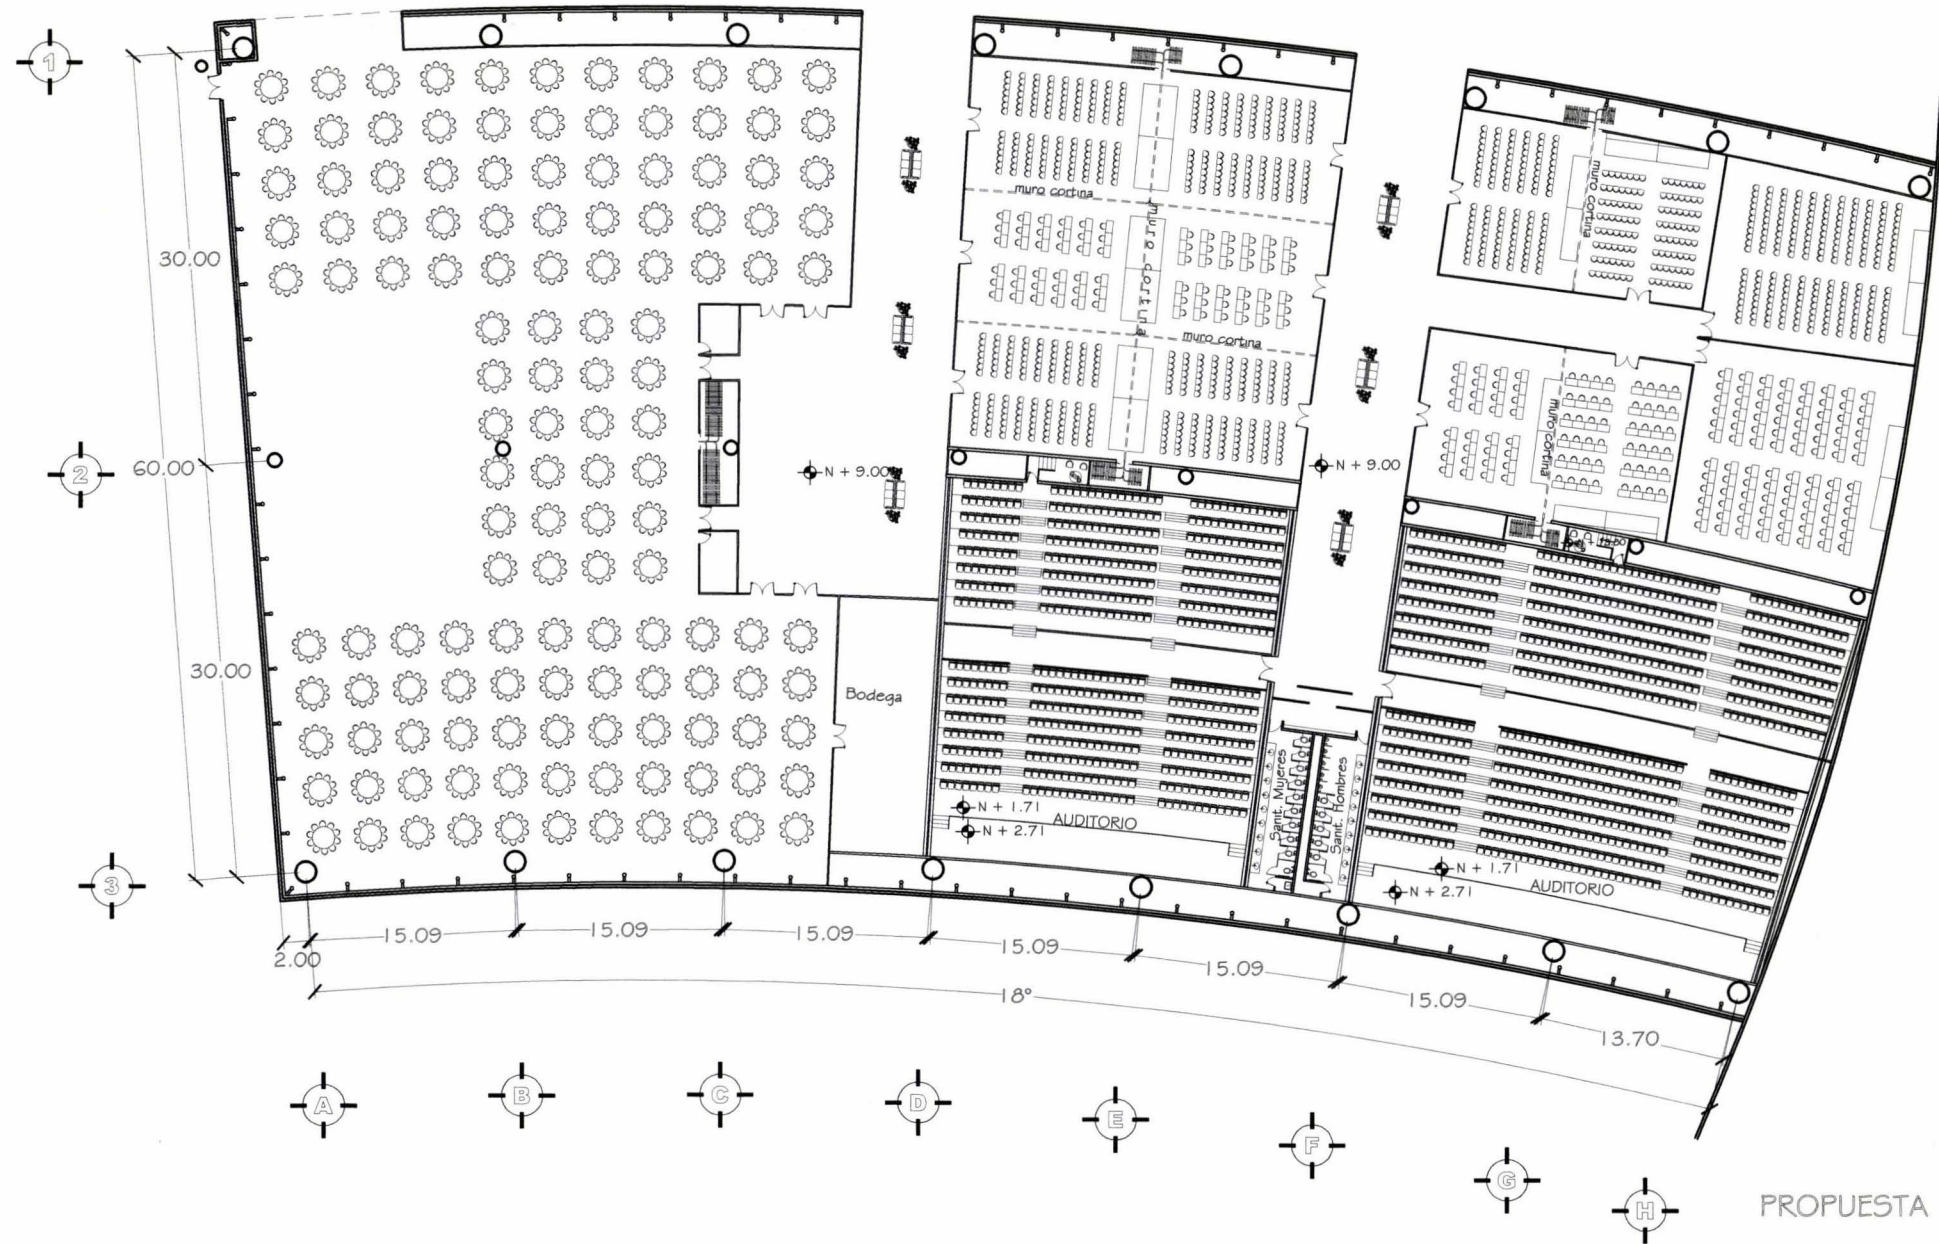 1
30.00
muro cortina
muro cortina
muro cortina
muro cortina
2
60.00
N + 9.00
N + 9.00
muro cortina
30.00
Bodega
Sanit. Mujeres
Sanit. Hombres
N + 1.71
N + 2.71
AUDITORIO
N + 1.71
N + 2.71
AUDITORIO
3
2.00
15.09
15.09
15.09
15.09
15.09
15.09
13.70
18°
A
B
C
D
E
F
G
H
PROPUESTA